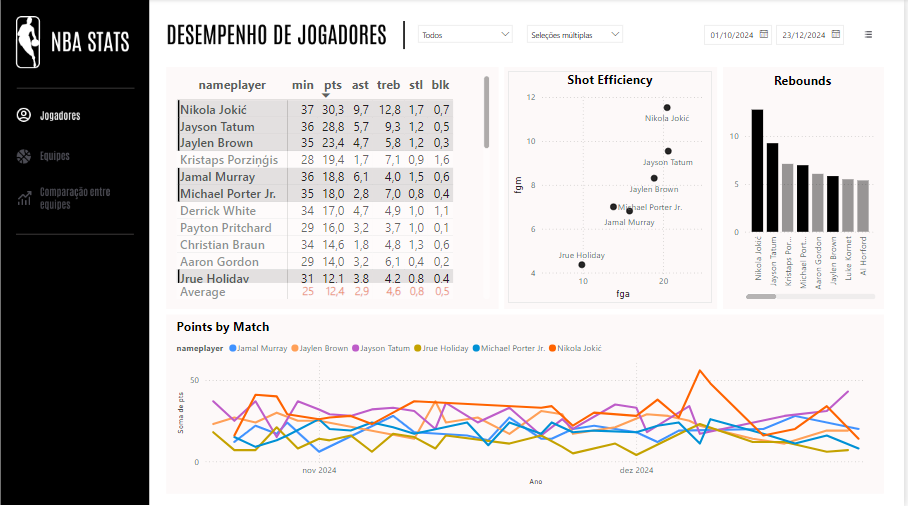 NBA STATS
Jogadores
Equipes
Comparação entre
equipes
DESEMPENHO DE JOGADORES
Todos
Seleções múltiplas
01/10/2024
23/12/2024
nameplayer min pts ast treb stl blk
Nikola Jokić 37 30,3 9,7 12,8 1,7 0,7
Jayson Tatum 36 28,8 5,7 9,3 1,2 0,5
Jaylen Brown 35 23,4 4,7 5,8 1,2 0,3
Kristaps Porziņģis 28 19,4 1,7 7,1 0,9 1,6
Jamal Murray 36 18,8 6,1 4,0 1,5 0,6
Michael Porter Jr. 35 18,0 2,8 7,0 0,8 0,4
Derrick White 34 17,0 4,7 4,9 1,0 1,1
Payton Pritchard 29 16,0 3,2 3,7 1,0 0,1
Christian Braun 34 14,6 1,8 4,8 1,3 0,6
Aaron Gordon 29 14,0 3,2 6,1 0,4 0,2
Jrue Holiday 31 12,1 3,8 4,2 0,8 0,4
Average 25 12,4 2,9 4,6 0,8 0,5
Shot Efficiency
fgm
12
10
8
6
4
Nikola Jokić
Jayson Tatum
Jaylen Brown
Michael Porter Jr.
Jamal Murray
Jrue Holiday
10 20
fga
Rebounds
10
5
0
Nikola Jokić
Jayson Tatum
Kristaps Por...
Michael Port...
Aaron Gordon
Jaylen Brown
Luke Kornet
Al Horford
Points by Match
nameplayer Jamal Murray Jaylen Brown Jayson Tatum Jrue Holiday Michael Porter Jr. Nikola Jokić
Soma de pts
50
0
nov 2024 dez 2024
Ano